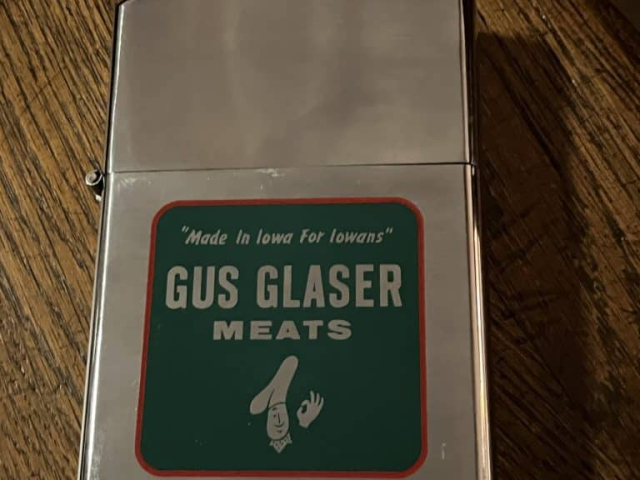 "Made In Iowa For Iowans"
GUS GLASER
MEATS